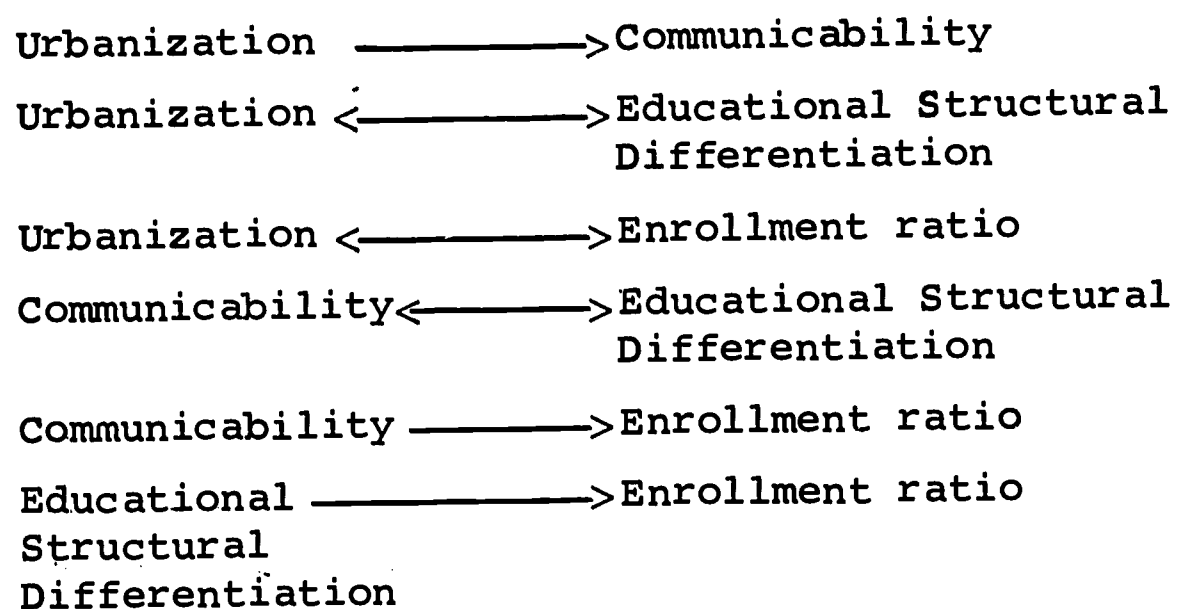 Urbanization ———> Communicability
Urbanization <———> Educational Structural
Differentiation
Urbanization <———> Enrollment ratio
Communicability <———> Educational Structural
Differentiation
Communicability ———> Enrollment ratio
Educational ———> Enrollment ratio
Structural
Differentiation